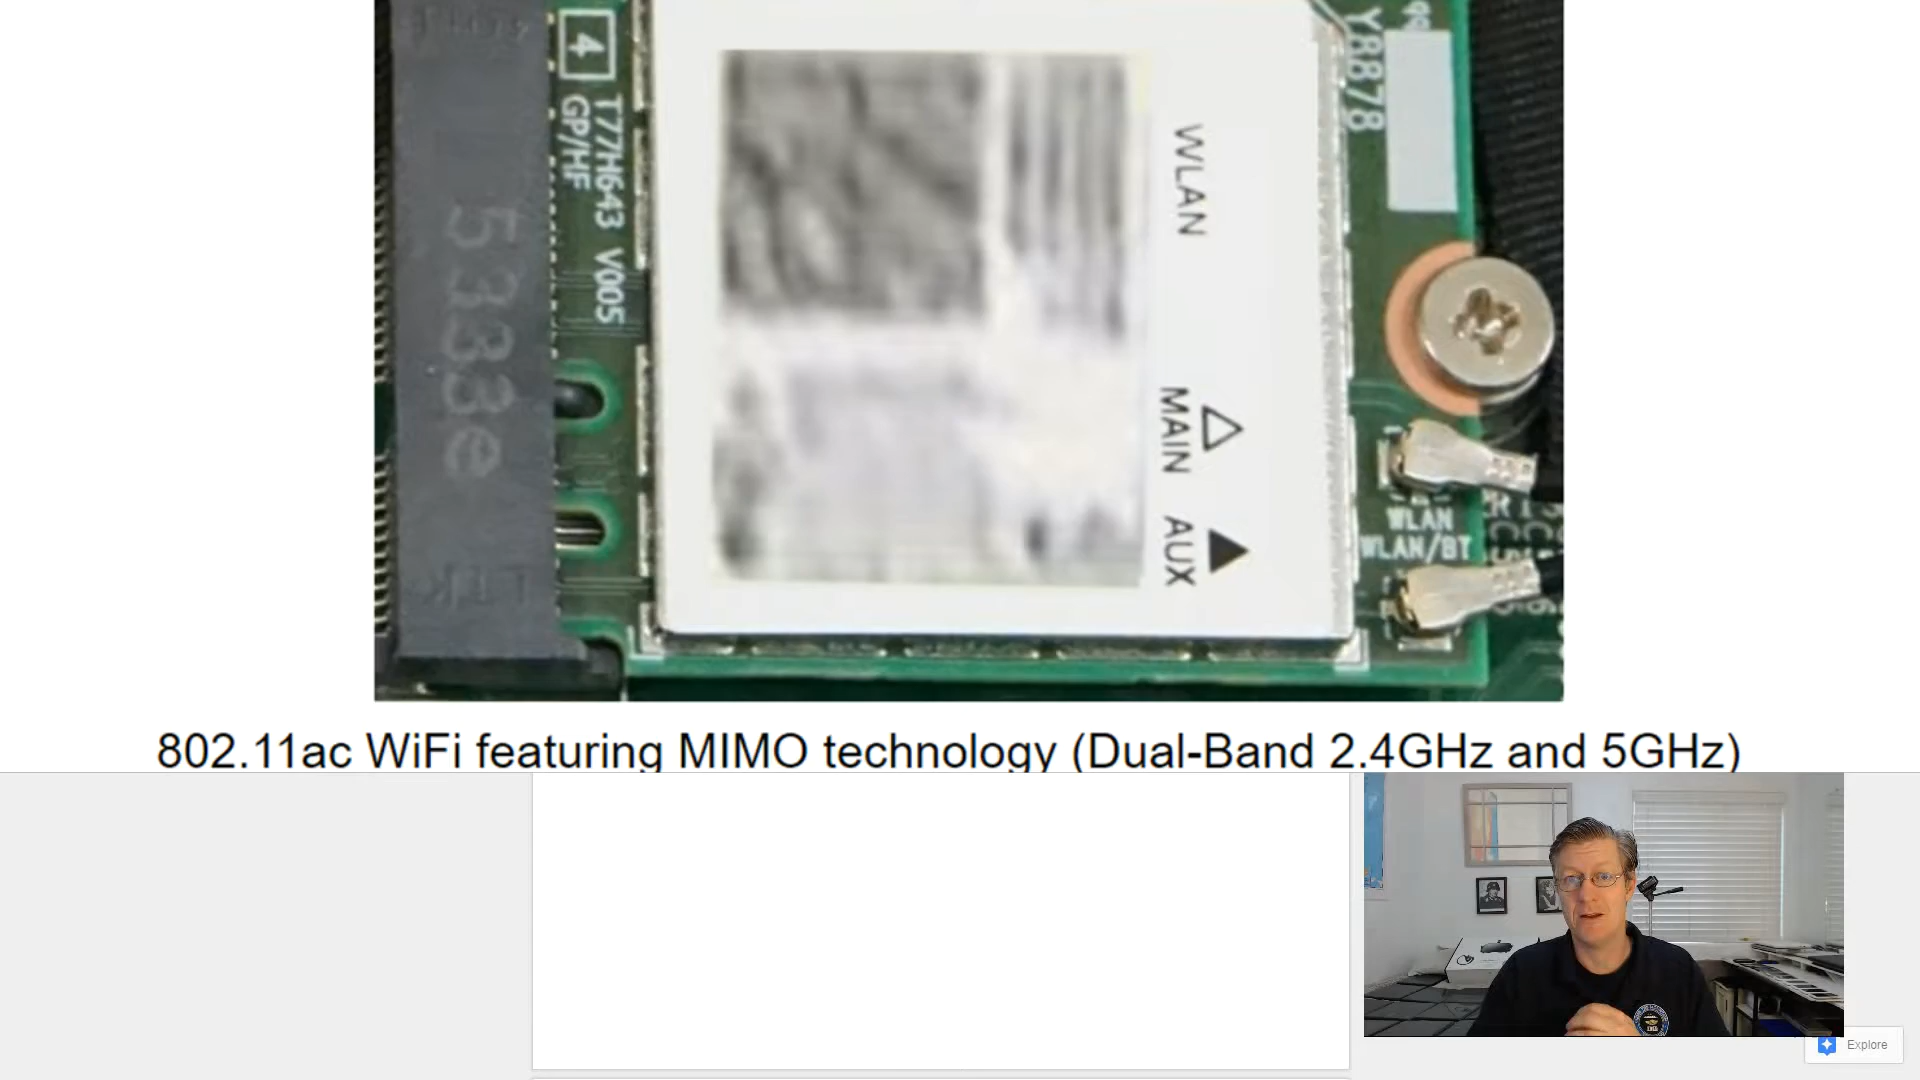 4
T77H643 V005
GP/HF
5333e
LTK
WLAN
MAIN
AUX
Y8878
WLAN
WLAN/BT
802.11ac WiFi featuring MIMO technology (Dual-Band 2.4GHz and 5GHz)
Explore